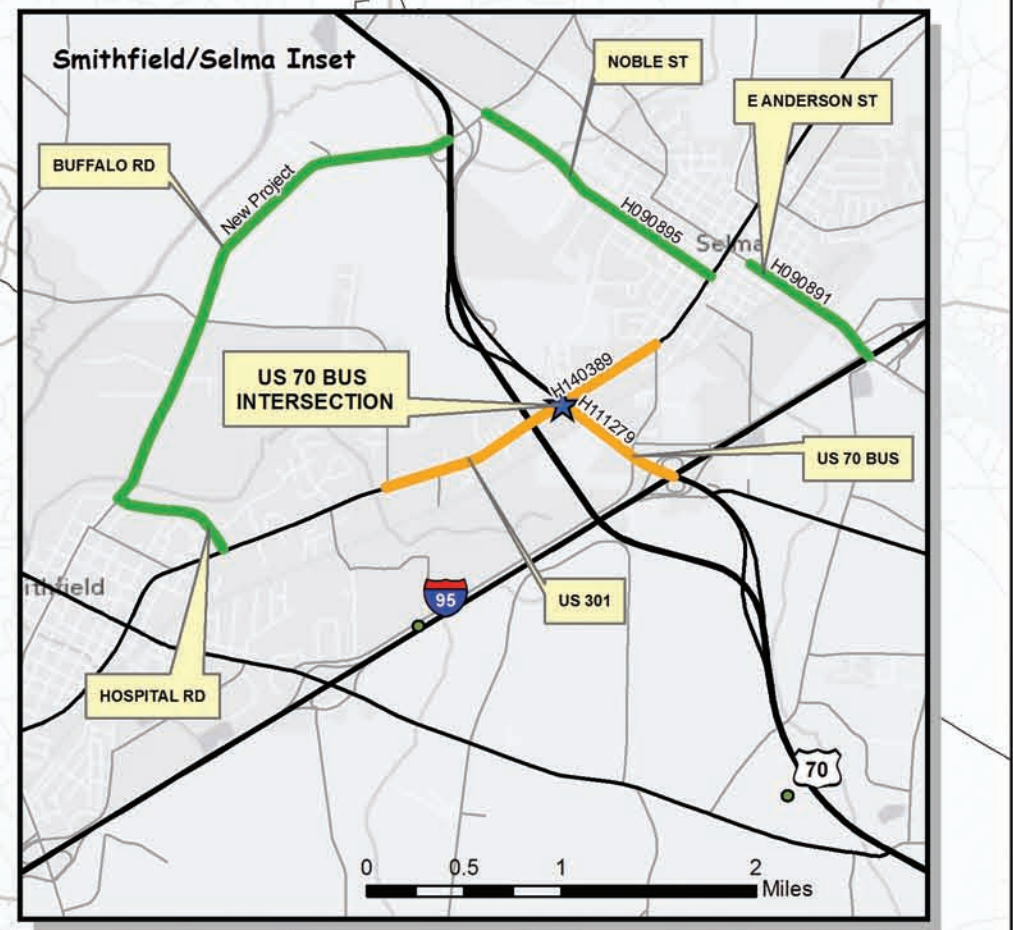 Smithfield/Selma Inset
NOBLE ST
E ANDERSON ST
BUFFALO RD
New Project
H090895
Selma
H090891
US 70 BUS
INTERSECTION
H140389
H111279
US 70 BUS
95
US 301
ithfield
HOSPITAL RD
70
0 0.5 1 2
Miles